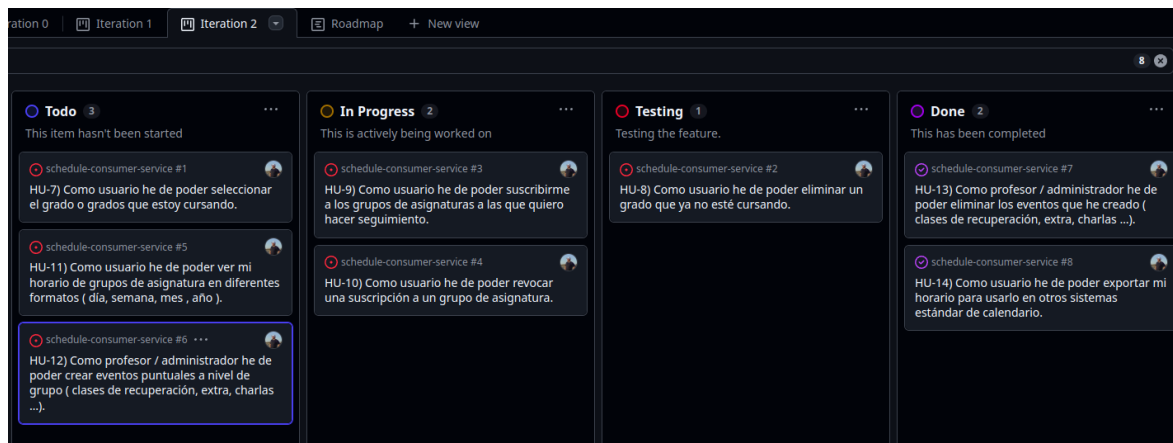 ration 0
Iteration 1
Iteration 2
Roadmap
+ New view
8
Todo 3 ...
This item hasn't been started
schedule-consumer-service #1
HU-7) Como usuario he de poder seleccionar
el grado o grados que estoy cursando.
schedule-consumer-service #5
HU-11) Como usuario he de poder ver mi
horario de grupos de asignatura en diferentes
formatos ( día, semana, mes , año ).
schedule-consumer-service #6 ...
HU-12) Como profesor / administrador he de
poder crear eventos puntuales a nivel de
grupo ( clases de recuperación, extra, charlas
...).
In Progress 2 ...
This is actively being worked on
schedule-consumer-service #3
HU-9) Como usuario he de poder suscribirme
a los grupos de asignaturas a las que quiero
hacer seguimiento.
schedule-consumer-service #4
HU-10) Como usuario he de poder revocar
una suscripción a un grupo de asignatura.
Testing 1 ...
Testing the feature.
schedule-consumer-service #2
HU-8) Como usuario he de poder eliminar un
grado que ya no esté cursando.
Done 2 ...
This has been completed
schedule-consumer-service #7
HU-13) Como profesor / administrador he de
poder eliminar los eventos que he creado (
clases de recuperación, extra, charlas ...).
schedule-consumer-service #8
HU-14) Como usuario he de poder exportar mi
horario para usarlo en otros sistemas
estándar de calendario.